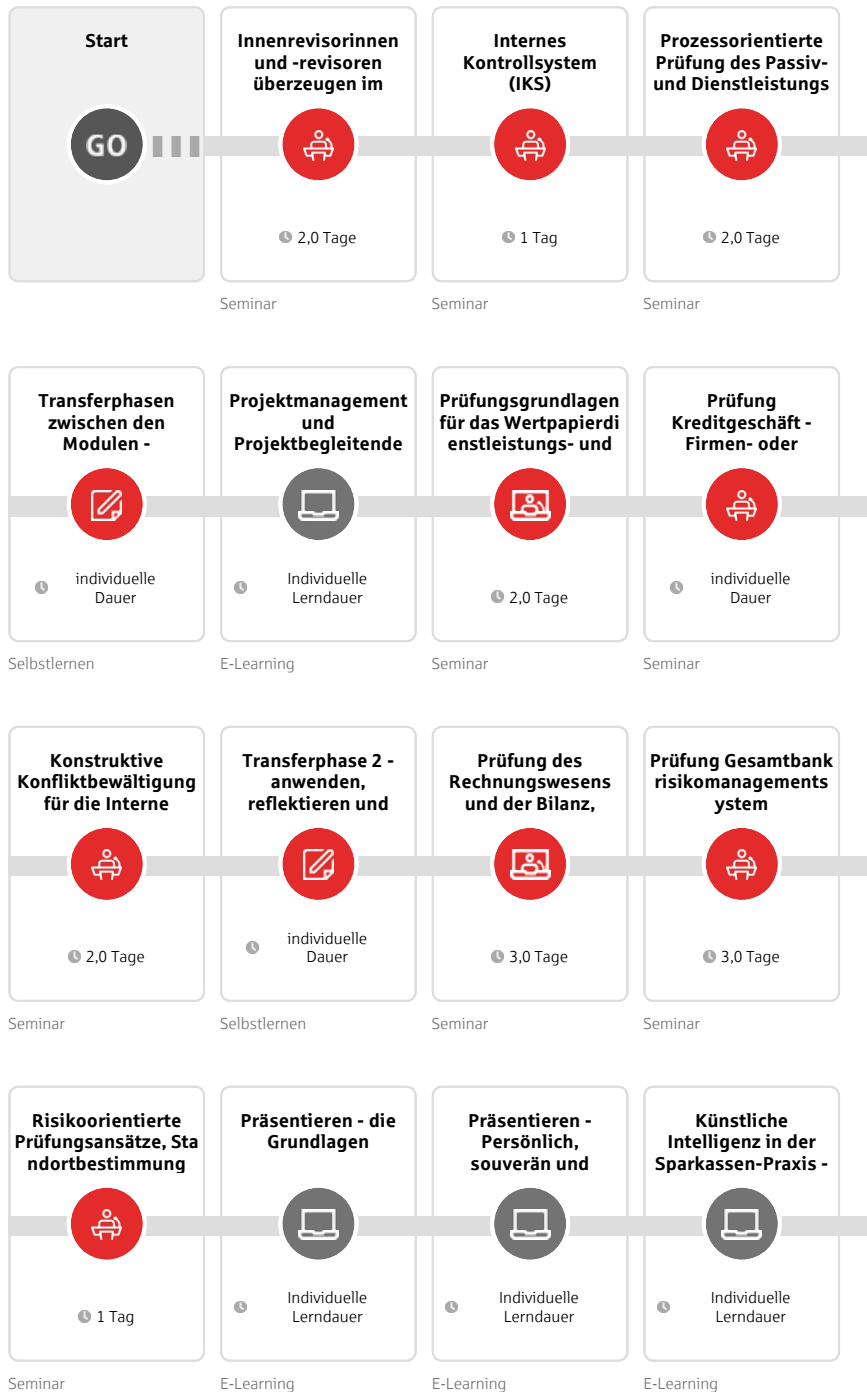 Start
GO
Innenrevisorinnen
und -revisoren
überzeugen im
2,0 Tage
Seminar
Internes
Kontrollsystem
(IKS)
1 Tag
Seminar
Prozessorientierte
Prüfung des Passiv-
und Dienstleistungs
2,0 Tage
Seminar
Transferphasen
zwischen den
Modulen -
individuelle
Dauer
Selbstlernen
Projektmanagement
und
Projektbegleitende
Individuelle
Lerndauer
E-Learning
Prüfungsgrundlagen
für das Wertpapierdi
enstleistungs- und
2,0 Tage
Seminar
Prüfung
Kreditgeschäft -
Firmen- oder
individuelle
Dauer
Seminar
Konstruktive
Konfliktbewältigung
für die Interne
2,0 Tage
Seminar
Transferphase 2 -
anwenden,
reflektieren und
individuelle
Dauer
Selbstlernen
Prüfung des
Rechnungswesens
und der Bilanz,
3,0 Tage
Seminar
Prüfung Gesamtbank
risikomanagements
ystem
3,0 Tage
Seminar
Risikoorientierte
Prüfungsansätze, Sta
ndortbestimmung
1 Tag
Seminar
Präsentieren - die
Grundlagen
Individuelle
Lerndauer
E-Learning
Präsentieren -
Persönlich,
souverän und
Individuelle
Lerndauer
E-Learning
Künstliche
Intelligenz in der
Sparkassen-Praxis -
Individuelle
Lerndauer
E-Learning